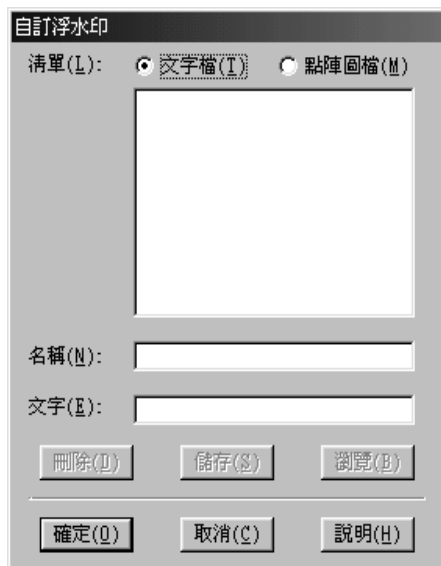 自訂浮水印
清單(L): 文字檔(T) 點陣圖檔(M)
名稱(N):
文字(E):
刪除(D) 儲存(S) 瀏覽(B)
確定(O) 取消(C) 說明(H)